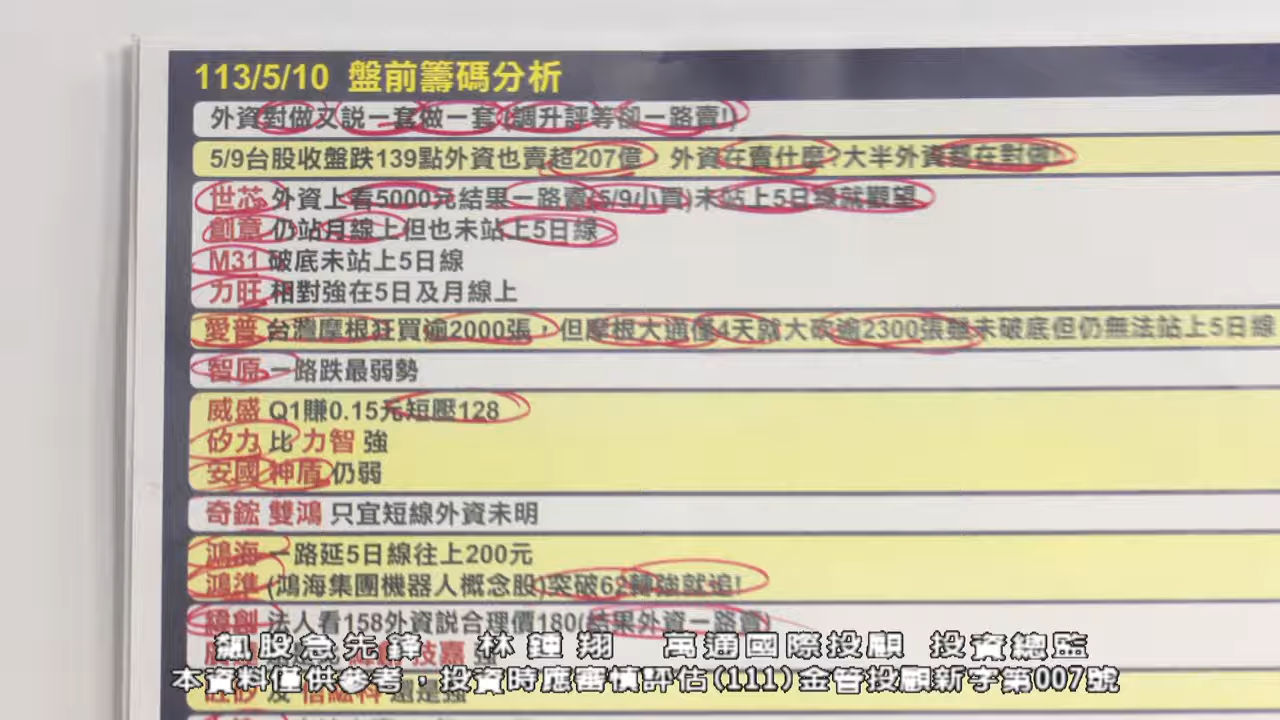 113/5/10 盤前籌碼分析
外資對做又說一套做一套(調升評等卻一路賣!)
5/9台股收盤跌139點外資也賣超207億 外資在賣什麼?大半外資都在對做!
世芯 外資上看5000元結果一路賣(5/9小買)未站上5日線就觀望
創意 仍站月線上但也未站上5日線
M31 破底未站上5日線
力旺 相對強在5日及月線上
愛普 台灣摩根狂買逾2000張,但摩根大通僅4天就大砍逾2300張雖未破底但仍無法站上5日線
智原 一路跌最弱勢
威盛 Q1賺0.15元短壓128
矽力 比 力智 強
安國 神盾 仍弱
奇鋐 雙鴻 只宜短線外資未明
鴻海 一路延5日線往上200元
鴻準 (鴻海集團機器人概念股)突破62轉強就追!
緯創 法人看158外資說合理價180(結果外資一路賣)
技嘉
飆股急先鋒 林鍾翔 萬通國際投顧 投資總監
本資料僅供參考,投資時應審慎評估(111)金管投顧新字第007號
還是強